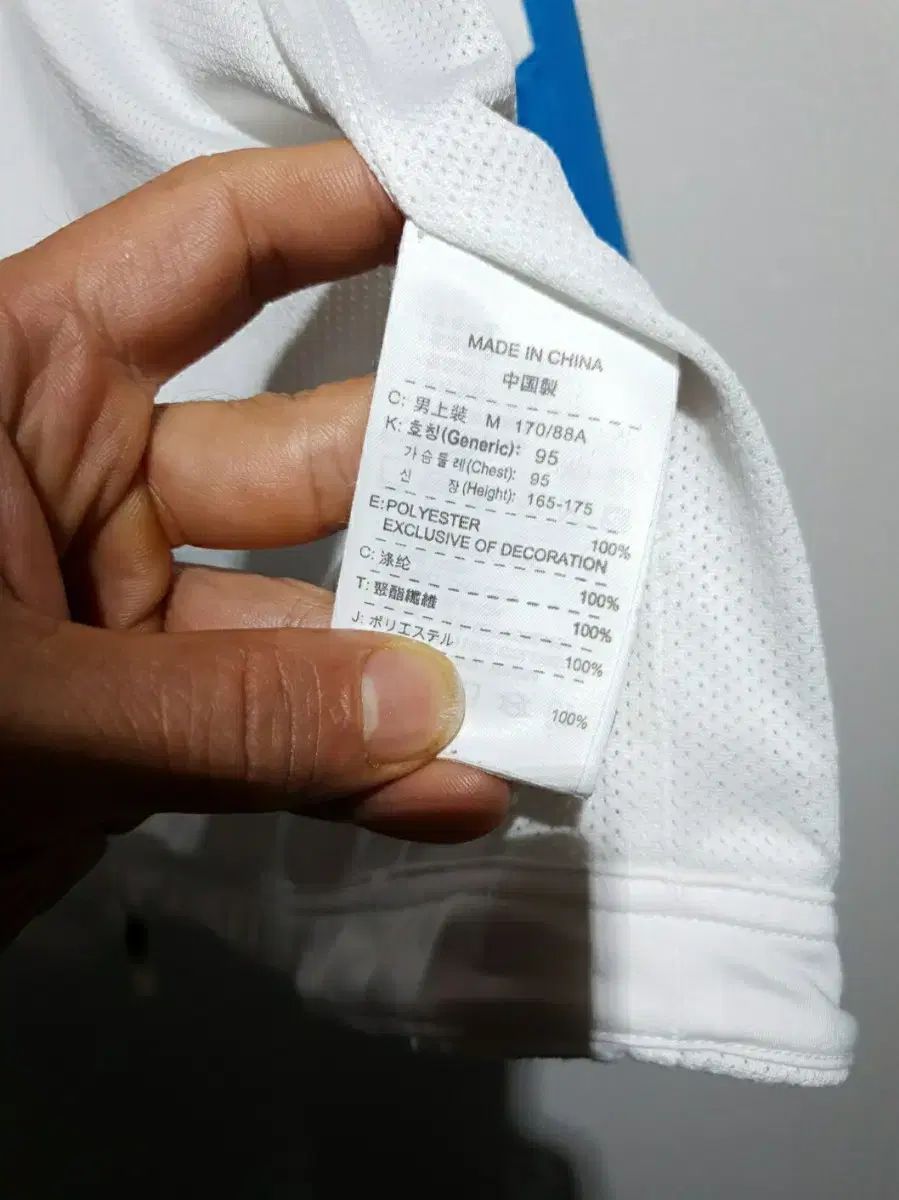 MADE IN CHINA
中国製
C: 男上裝 M 170/88A
K: 호칭(Generic): 95
가슴둘레(Chest): 95
신 장(Height): 165-175
E:POLYESTER 100%
EXCLUSIVE OF DECORATION
C: 涤纶 100%
T: 聚酯纖維 100%
J: ポリエステル 100%
100%